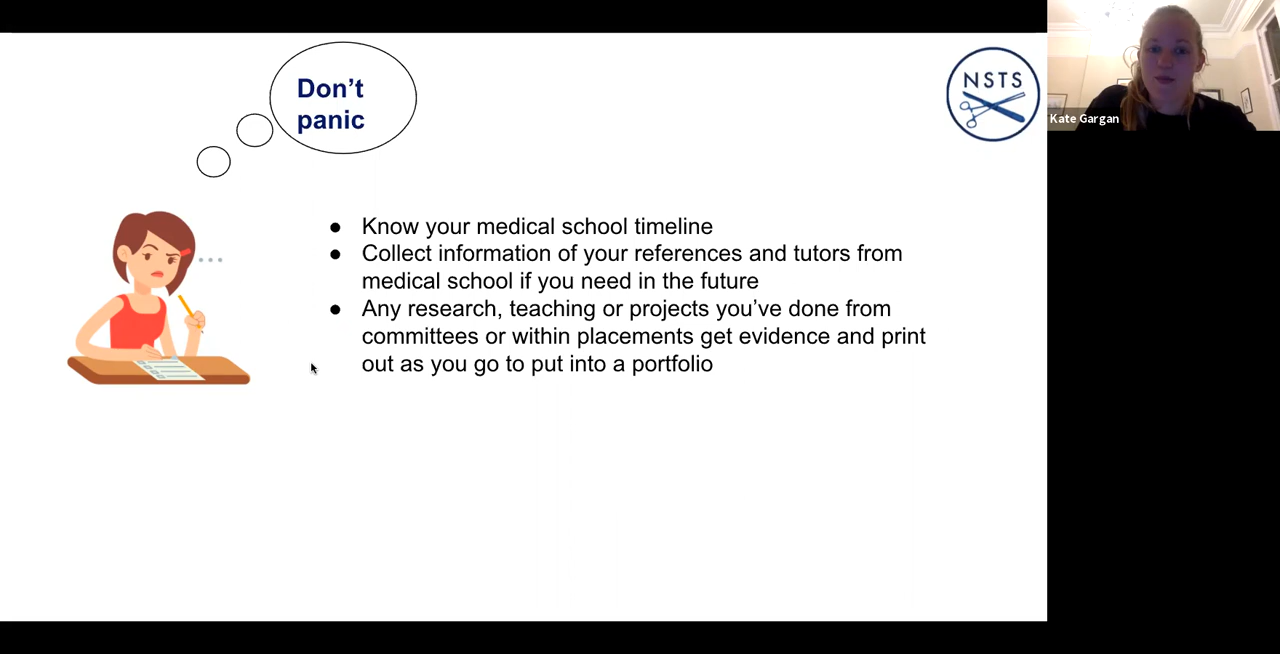 Don't
panic
NSTS
Kate Gargan
● Know your medical school timeline
● Collect information of your references and tutors from
medical school if you need in the future
● Any research, teaching or projects you've done from
committees or within placements get evidence and print
out as you go to put into a portfolio